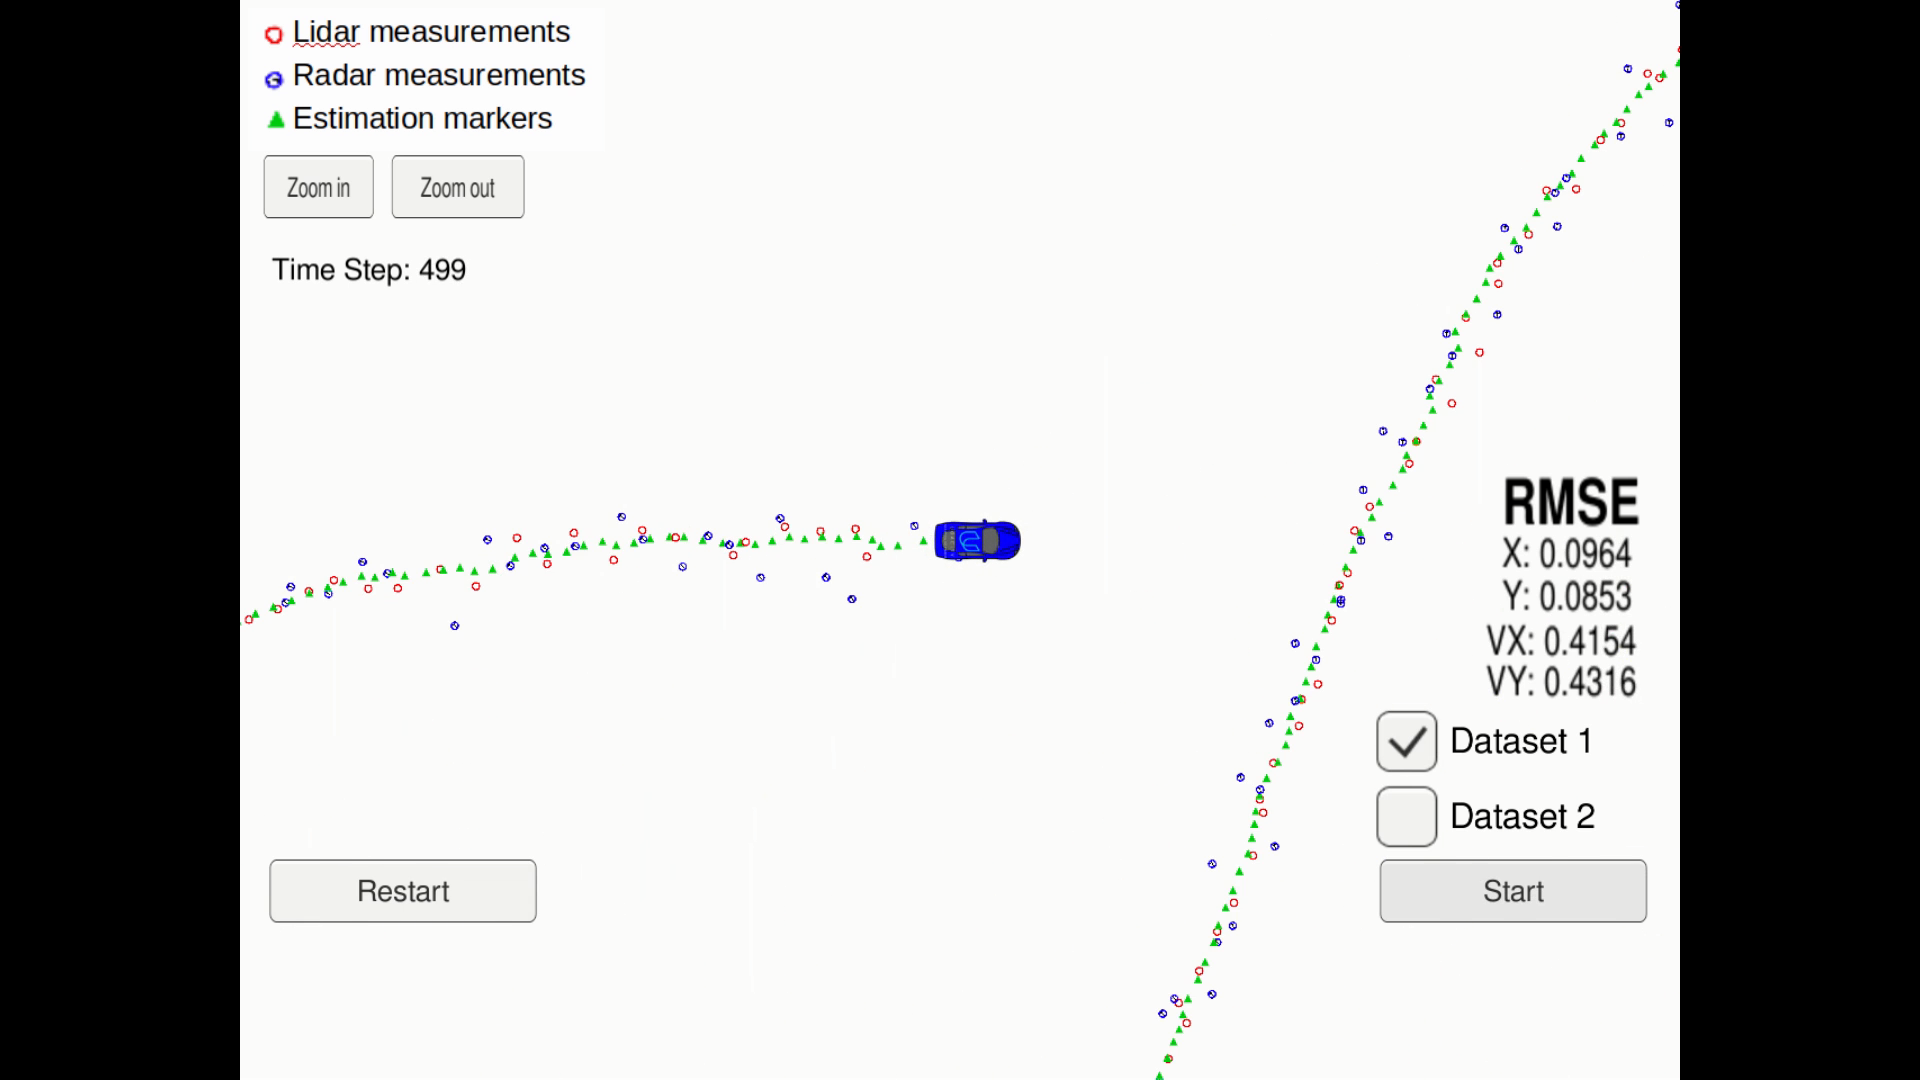 Lidar measurements
Radar measurements
Estimation markers
Zoom in
Zoom out
Time Step: 499
RMSE
X: 0.0964
Y: 0.0853
VX: 0.4154
VY: 0.4316
Dataset 1
Dataset 2
Restart
Start